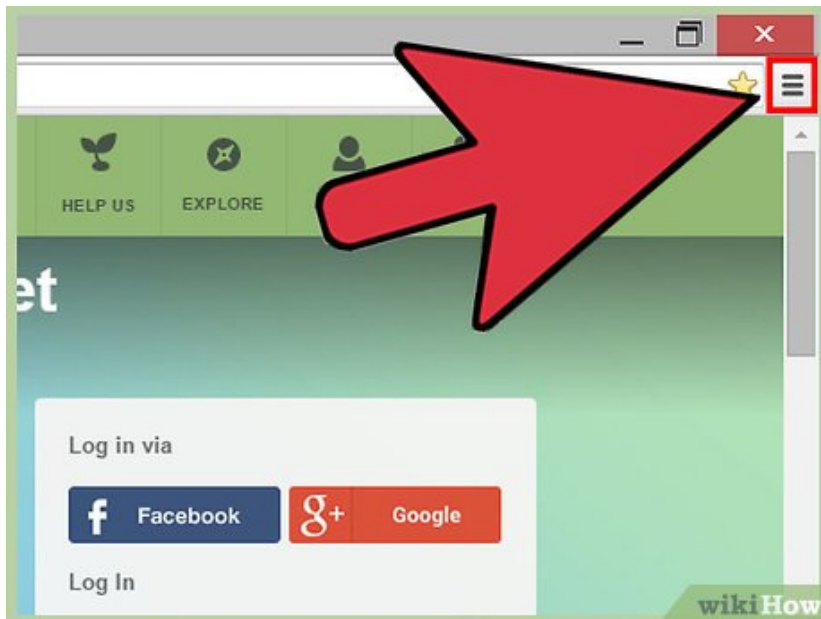 HELP US
EXPLORE
et
Log in via
f Facebook
g+ Google
Log In
wikiHow